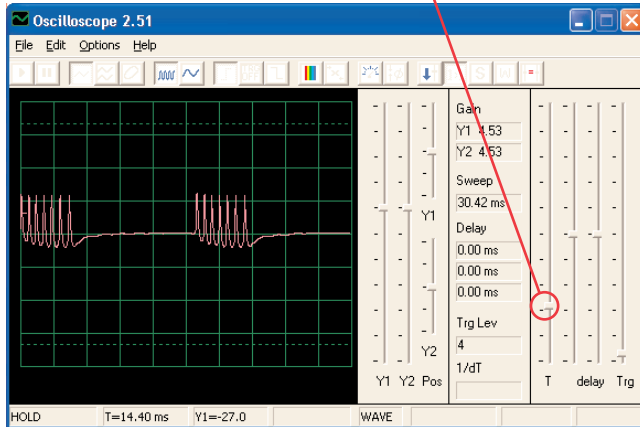 Oscilloscope 2.51
File Edit Options Help
Gain
Y1 4.53
Y2 4.53
Sweep
30.42 ms
Delay
0.00 ms
0.00 ms
0.00 ms
Trg Lev
4
1/dT
Y1
Y2
Y1 Y2 Pos
T delay Trg
HOLD T=14.40 ms Y1=-27.0 WAVE